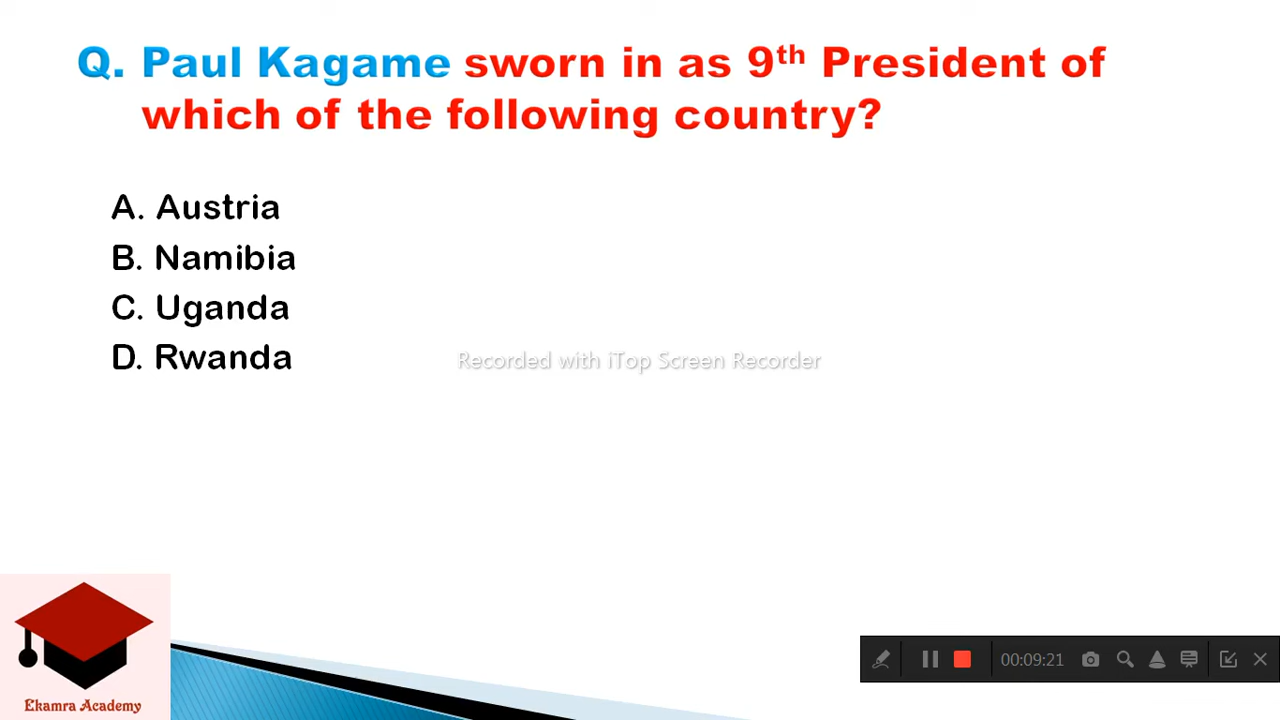 Q. Paul Kagame sworn in as 9th President of
which of the following country?
A. Austria
B. Namibia
C. Uganda
D. Rwanda
Recorded with iTop Screen Recorder
Ekamra Academy
00:09:21